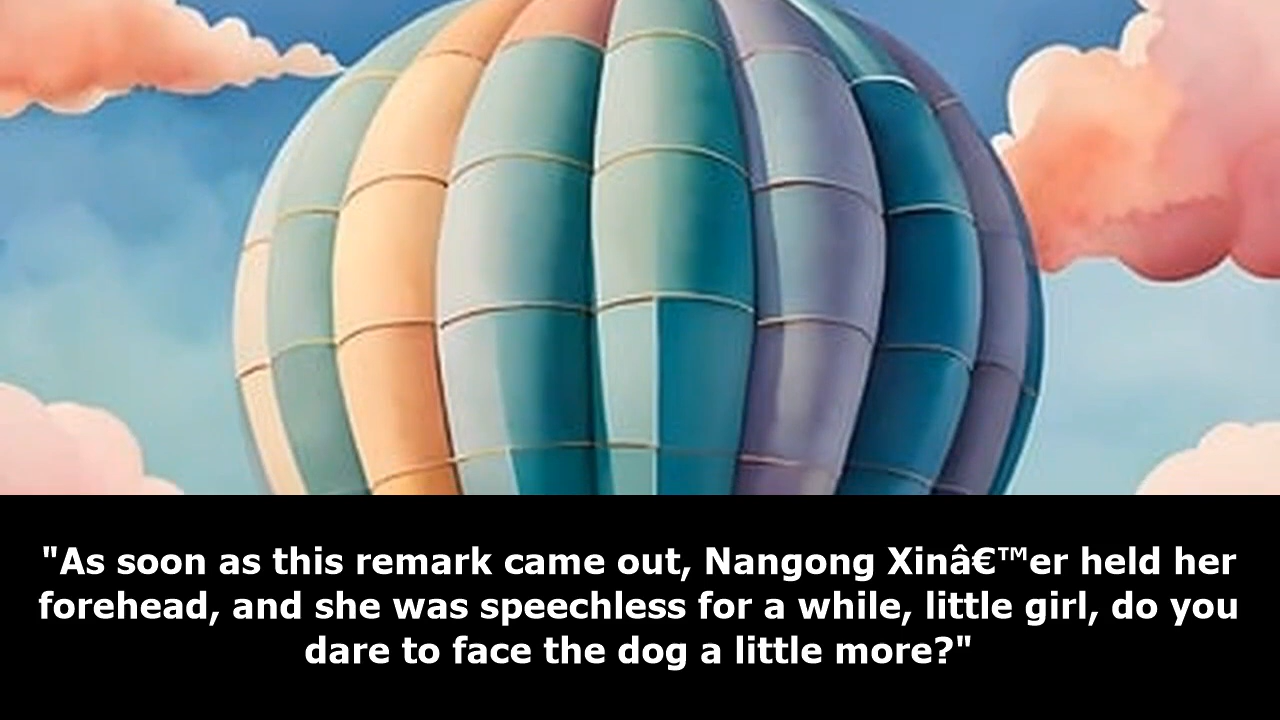 "As soon as this remark came out, Nangong Xinâ€™er held her
forehead, and she was speechless for a while, little girl, do you
dare to face the dog a little more?"